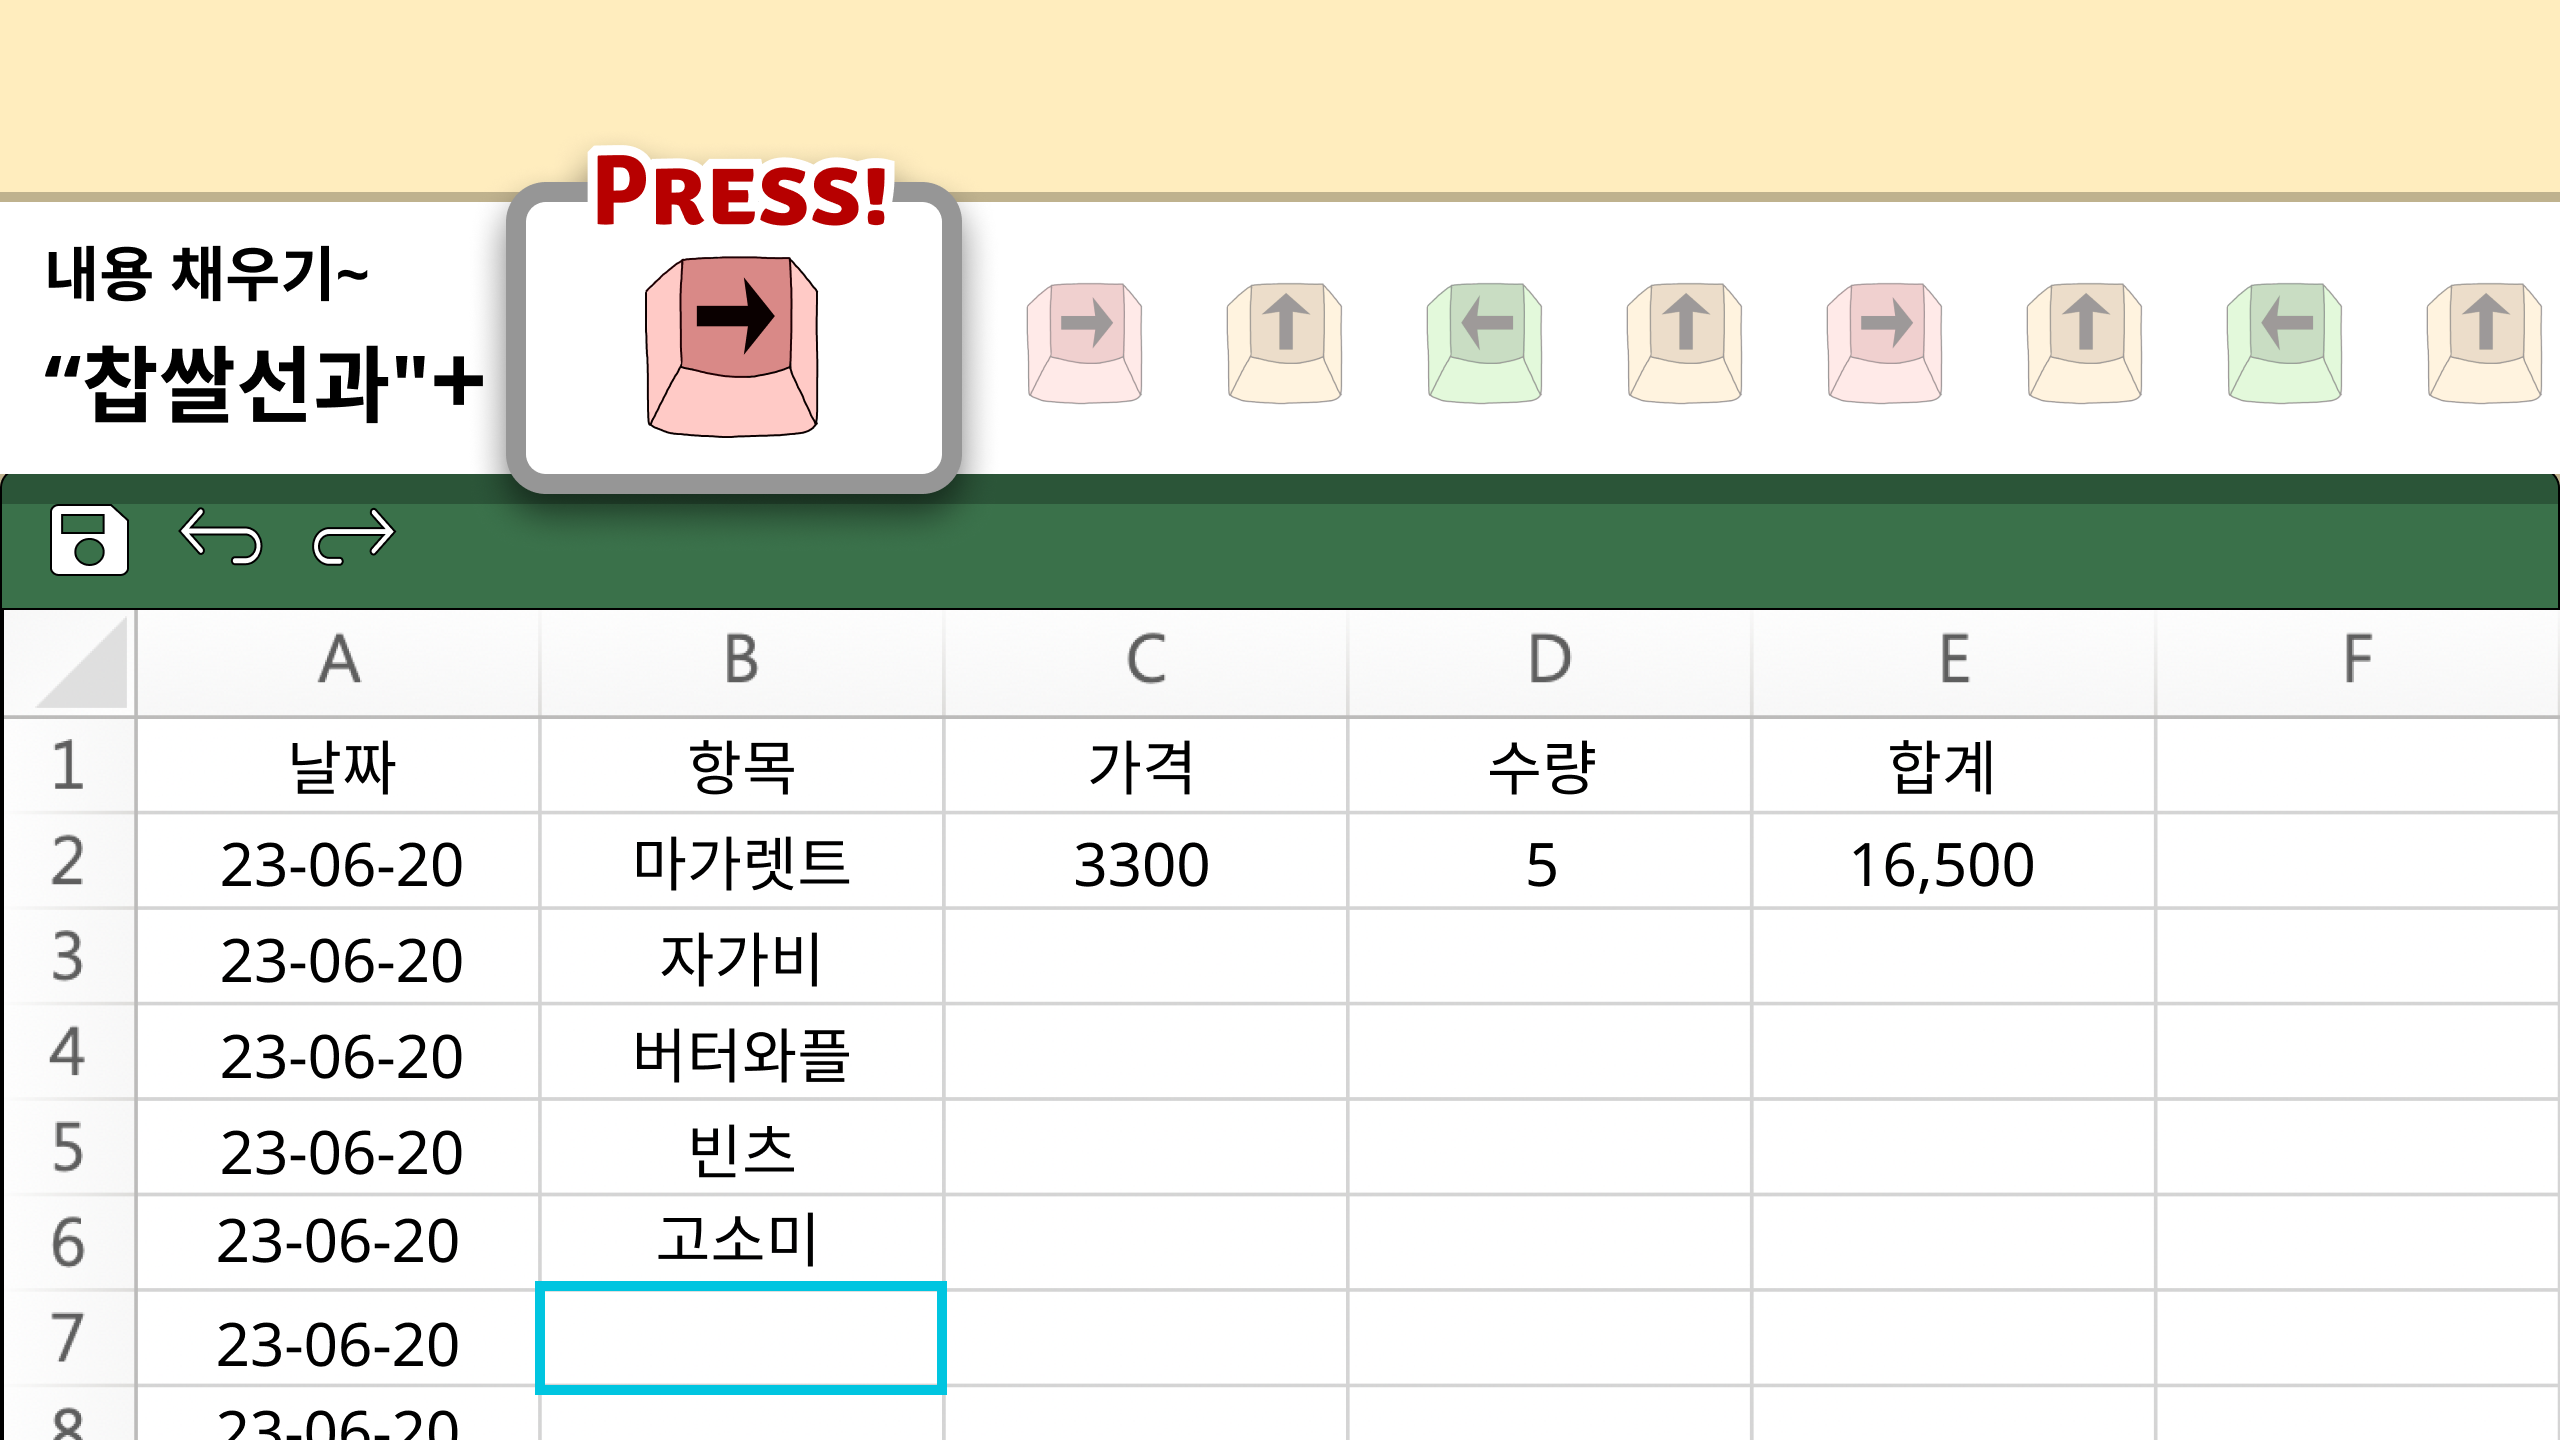 PRESS!
내용 채우기~
“찹쌀선과"+
A B C D E F
1 날짜 항목 가격 수량 합계
2 23-06-20 마가렛트 3300 5 16,500
3 23-06-20 자가비
4 23-06-20 버터와플
5 23-06-20 빈츠
6 23-06-20 고소미
7 23-06-20
8 23-06-20